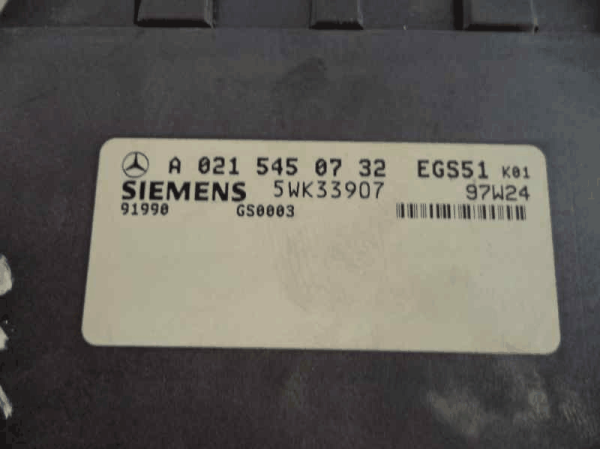 A 021 545 07 32 EGS51 K01
SIEMENS 5WK33907 97W24
91990 GS0003